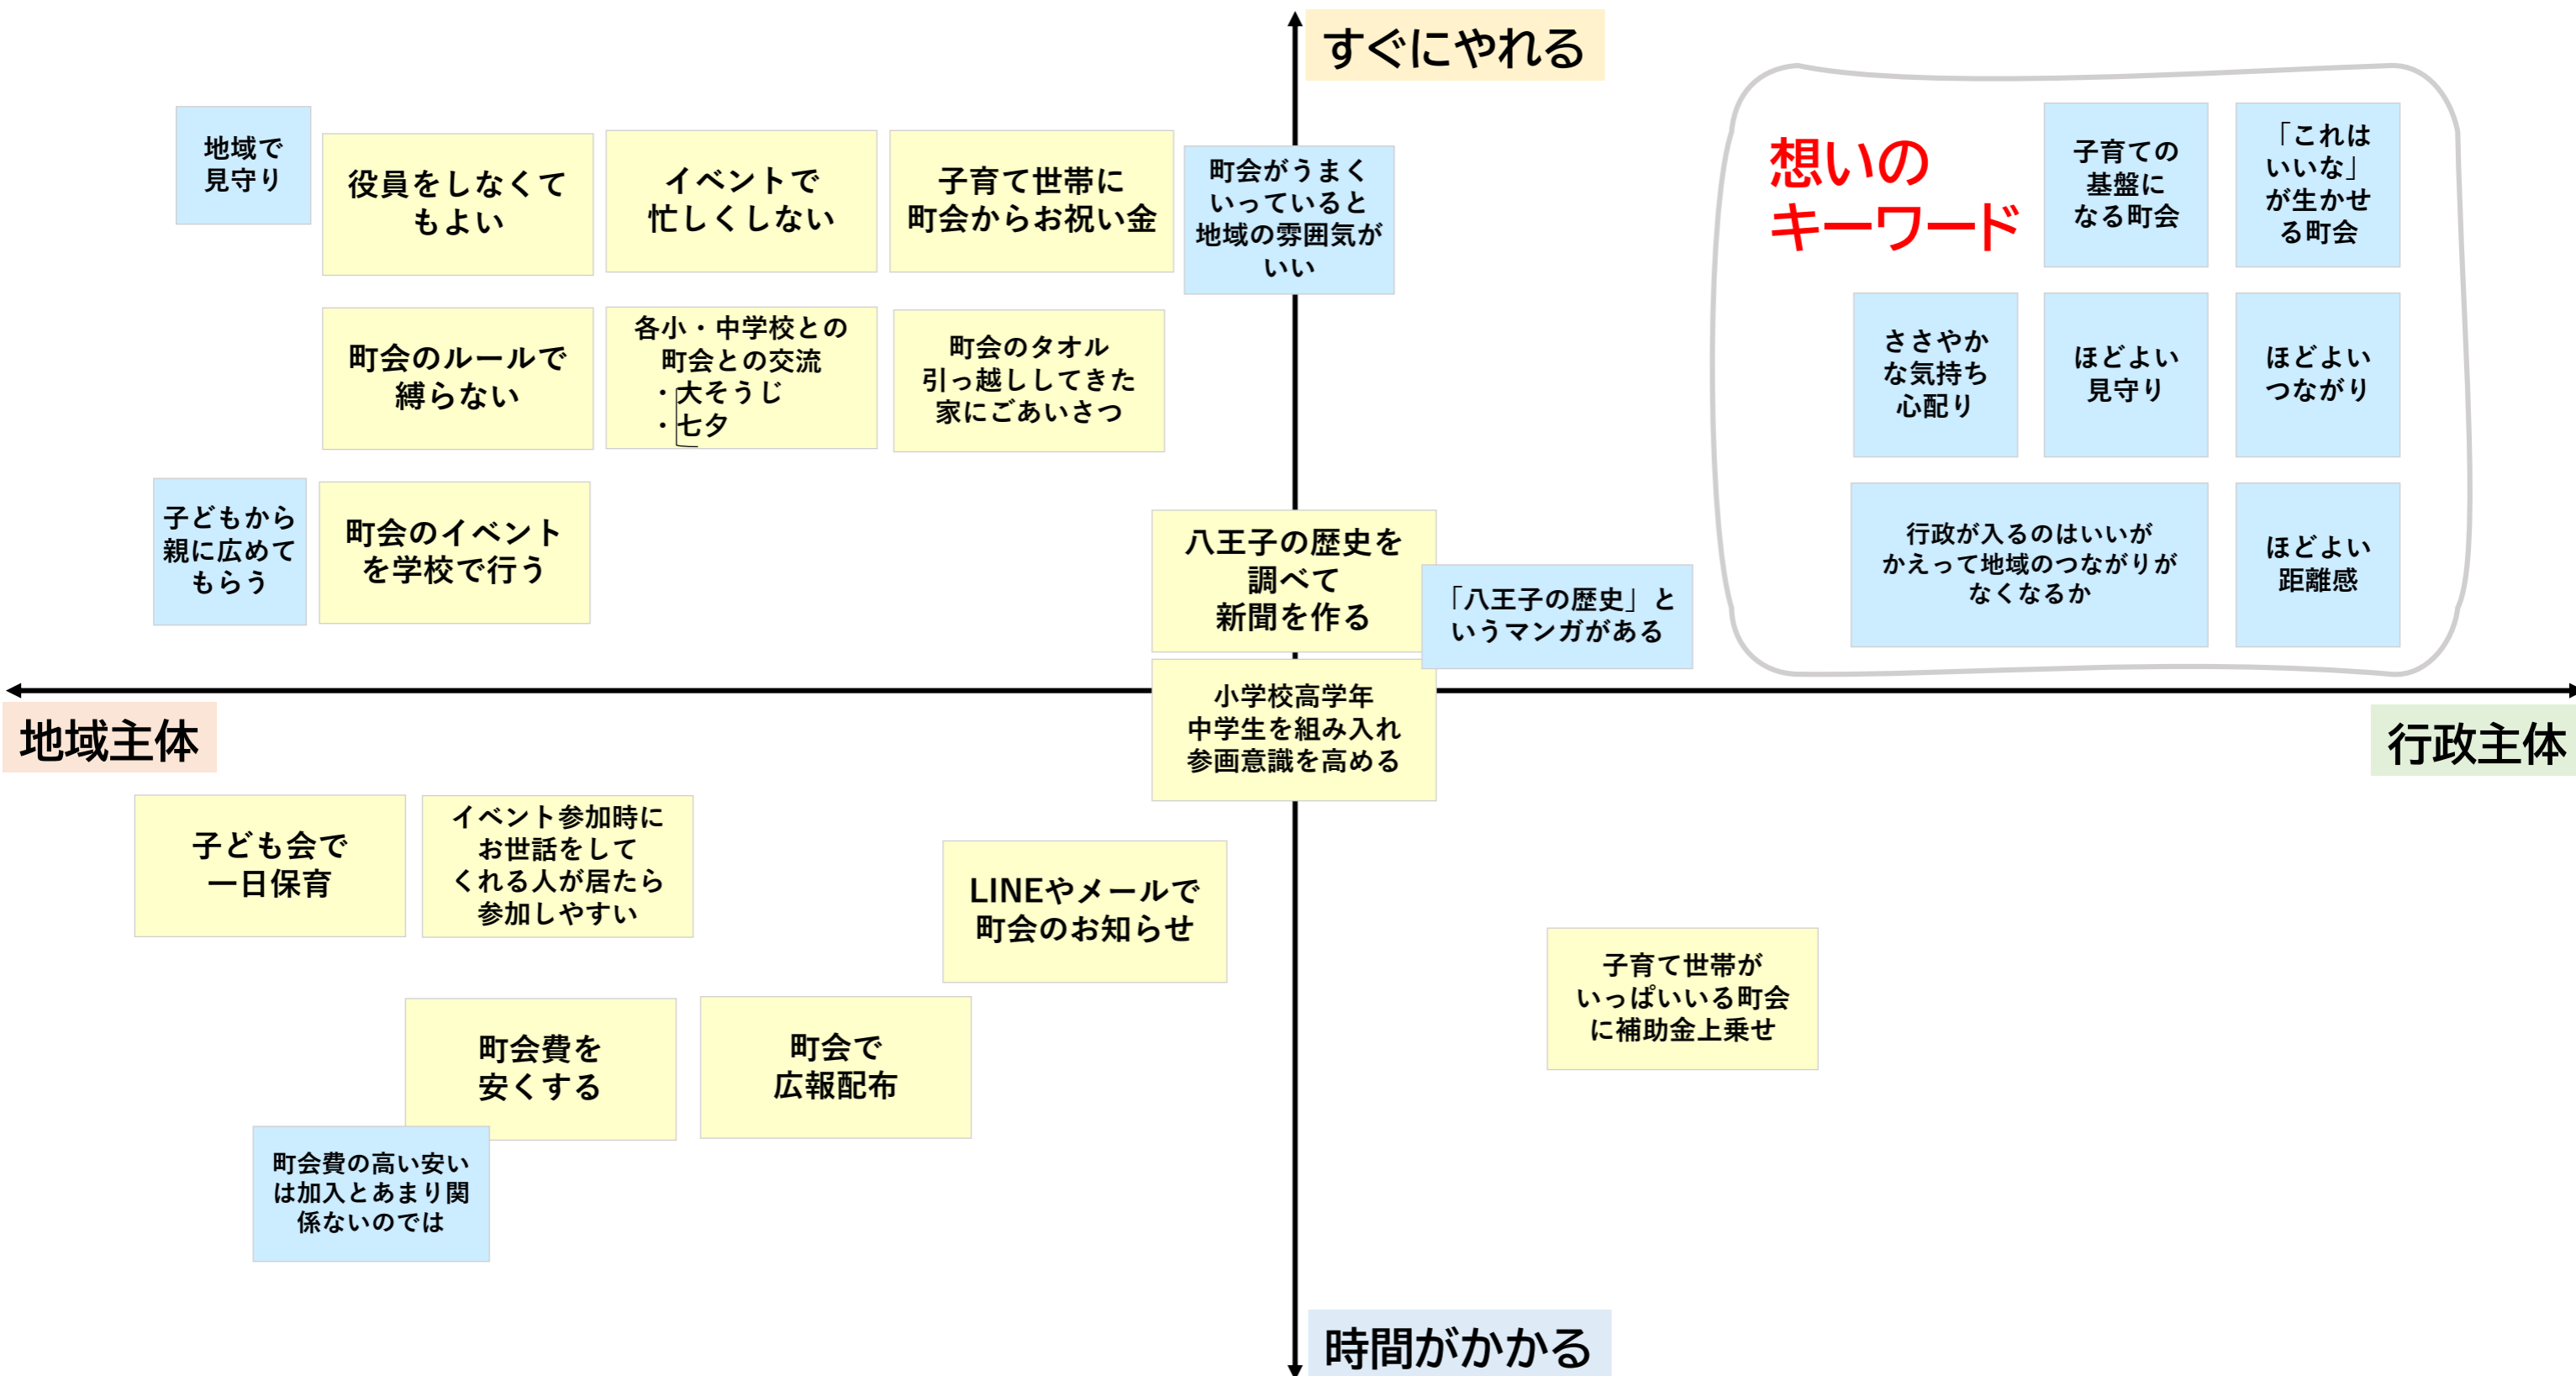 すぐにやれる
地域で
見守り
役員をしなくて
もよい
イベントで
忙しくしない
子育て世帯に
町会からお祝い金
町会がうまく
いっていると
地域の雰囲気が
いい
町会のルールで
縛らない
各小・中学校との
町会との交流
・大そうじ
・七夕
町会のタオル
引っ越ししてきた
家にごあいさつ
子どもから
親に広めて
もらう
町会のイベント
を学校で行う
八王子の歴史を
調べて
新聞を作る
「八王子の歴史」と
いうマンガがある
想いの
キーワード
子育ての
基盤に
なる町会
「これは
いいな」
が生かせ
る町会
ささやか
な気持ち
心配り
ほどよい
見守り
ほどよい
つながり
行政が入るのはいいが
かえって地域のつながりが
なくなるか
ほどよい
距離感
地域主体
小学校高学年
中学生を組み入れ
参画意識を高める
行政主体
子ども会で
一日保育
イベント参加時に
お世話をして
くれる人が居たら
参加しやすい
LINEやメールで
町会のお知らせ
子育て世帯が
いっぱいいる町会
に補助金上乗せ
町会費を
安くする
町会で
広報配布
町会費の高い安い
は加入とあまり関
係ないのでは
時間がかかる